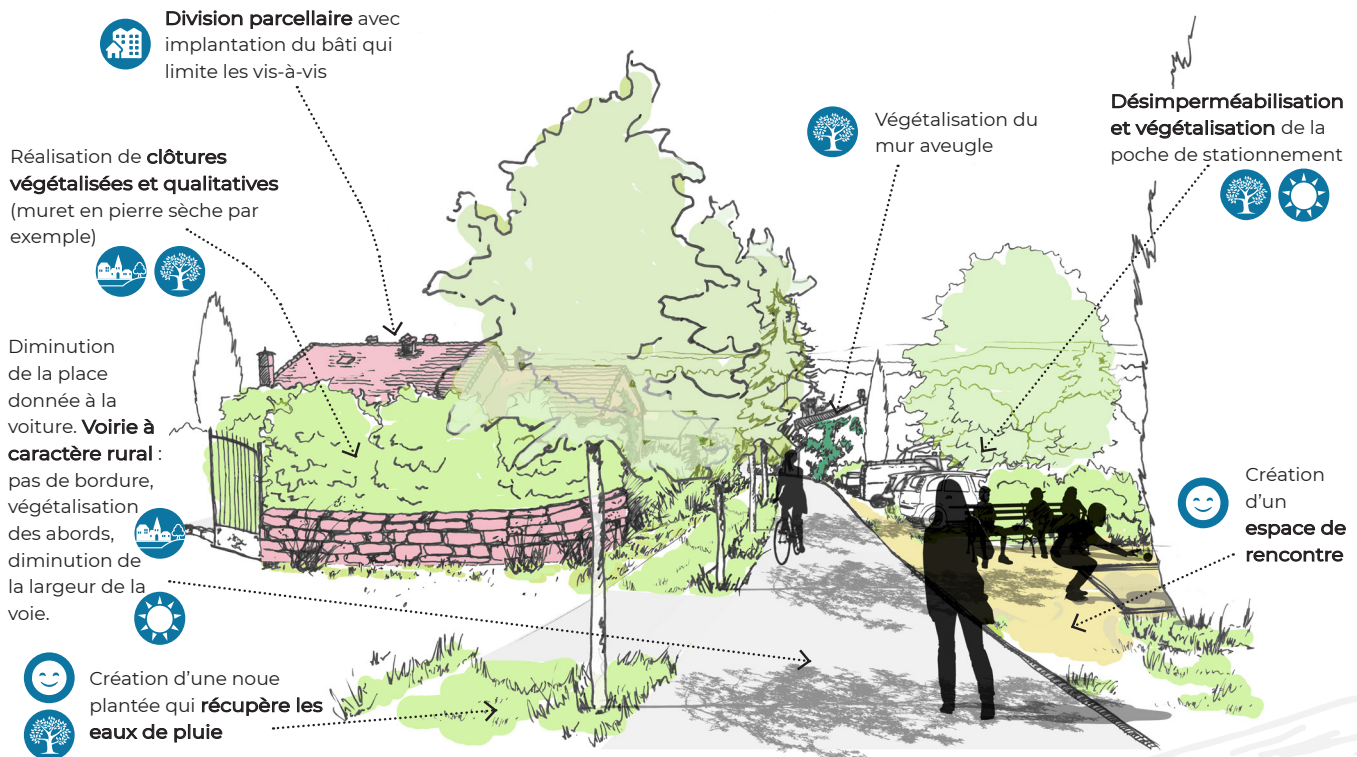 Division parcellaire avec
implantation du bâti qui
limite les vis-à-vis
Végétalisation du
mur aveugle
Désimperméabilisation
et végétalisation de la
poche de stationnement
Réalisation de clôtures
végétalisées et qualitatives
(muret en pierre sèche par
exemple)
Diminution
de la place
donnée à la
voiture. Voirie à
caractère rural :
pas de bordure,
végétalisation
des abords,
diminution de
la largeur de la
voie.
Création
d'un
espace de
rencontre
Création d'une noue
plantée qui récupère les
eaux de pluie